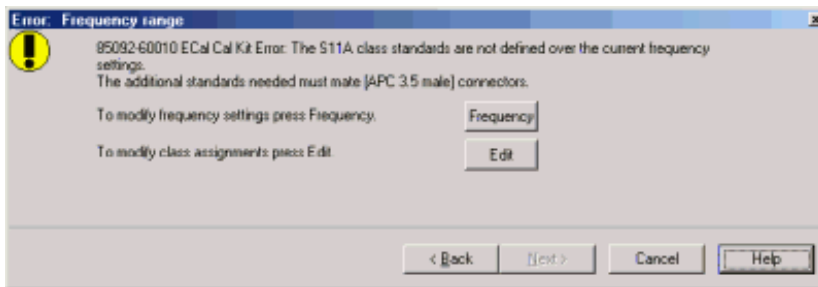 Error: Frequency range
85092-60010 ECal Cal Kit Error: The S11A class standards are not defined over the current frequency
settings.
The additional standards needed must mate [APC 3.5 male] connectors.
To modify frequency settings press Frequency.
Frequency
To modify class assignments press Edit
Edit
< Back
Next >
Cancel
Help